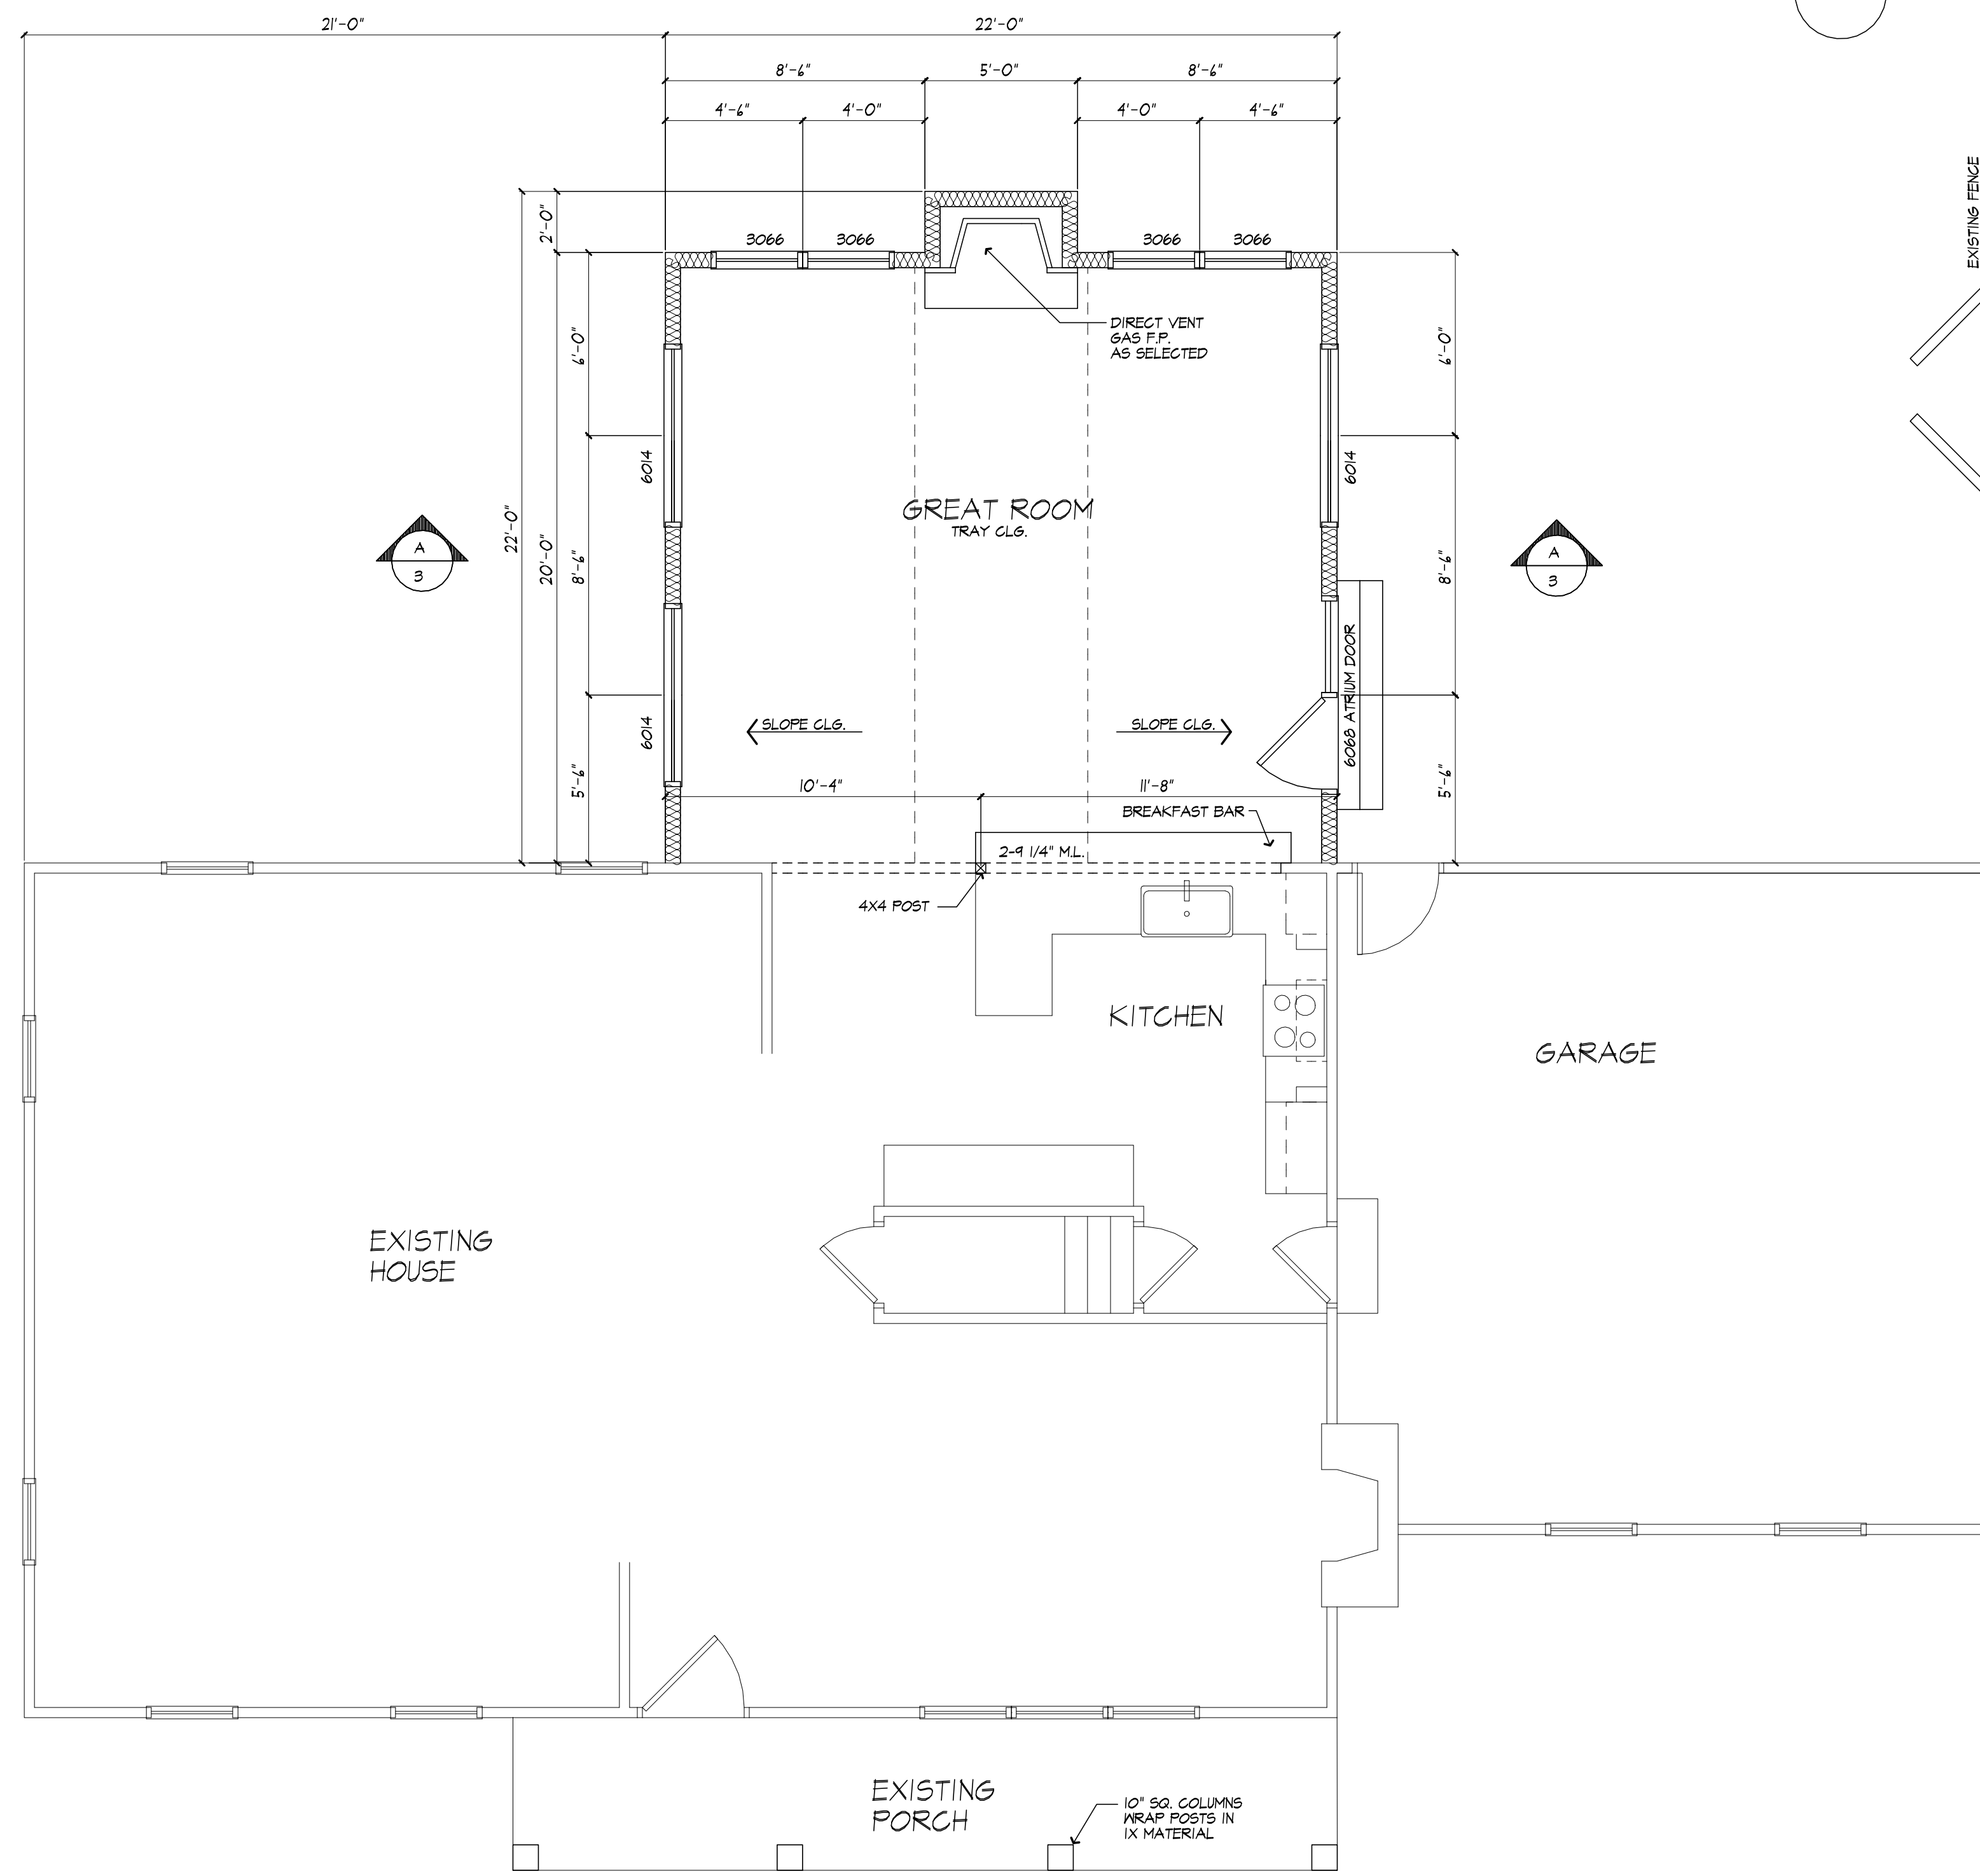 21'-0"
22'-0"
8'-6"
5'-0"
8'-6"
4'-6"
4'-0"
4'-0"
4'-6"
EXISTING FENCE
2'-0"
3066
3066
3066
3066
DIRECT VENT
GAS F.P.
AS SELECTED
6'-0"
6'-0"
6014
6014
GREAT ROOM
TRAY CLG.
22'-0"
20'-0"
8'-6"
8'-6"
A
3
A
3
6068 ATRIUM DOOR
6014
SLOPE CLG.
SLOPE CLG.
5'-6"
5'-6"
10'-4"
11'-8"
BREAKFAST BAR
2-9 1/4" M.L.
4X4 POST
KITCHEN
GARAGE
EXISTING
HOUSE
EXISTING
PORCH
10" SQ. COLUMNS
WRAP POSTS IN
1X MATERIAL